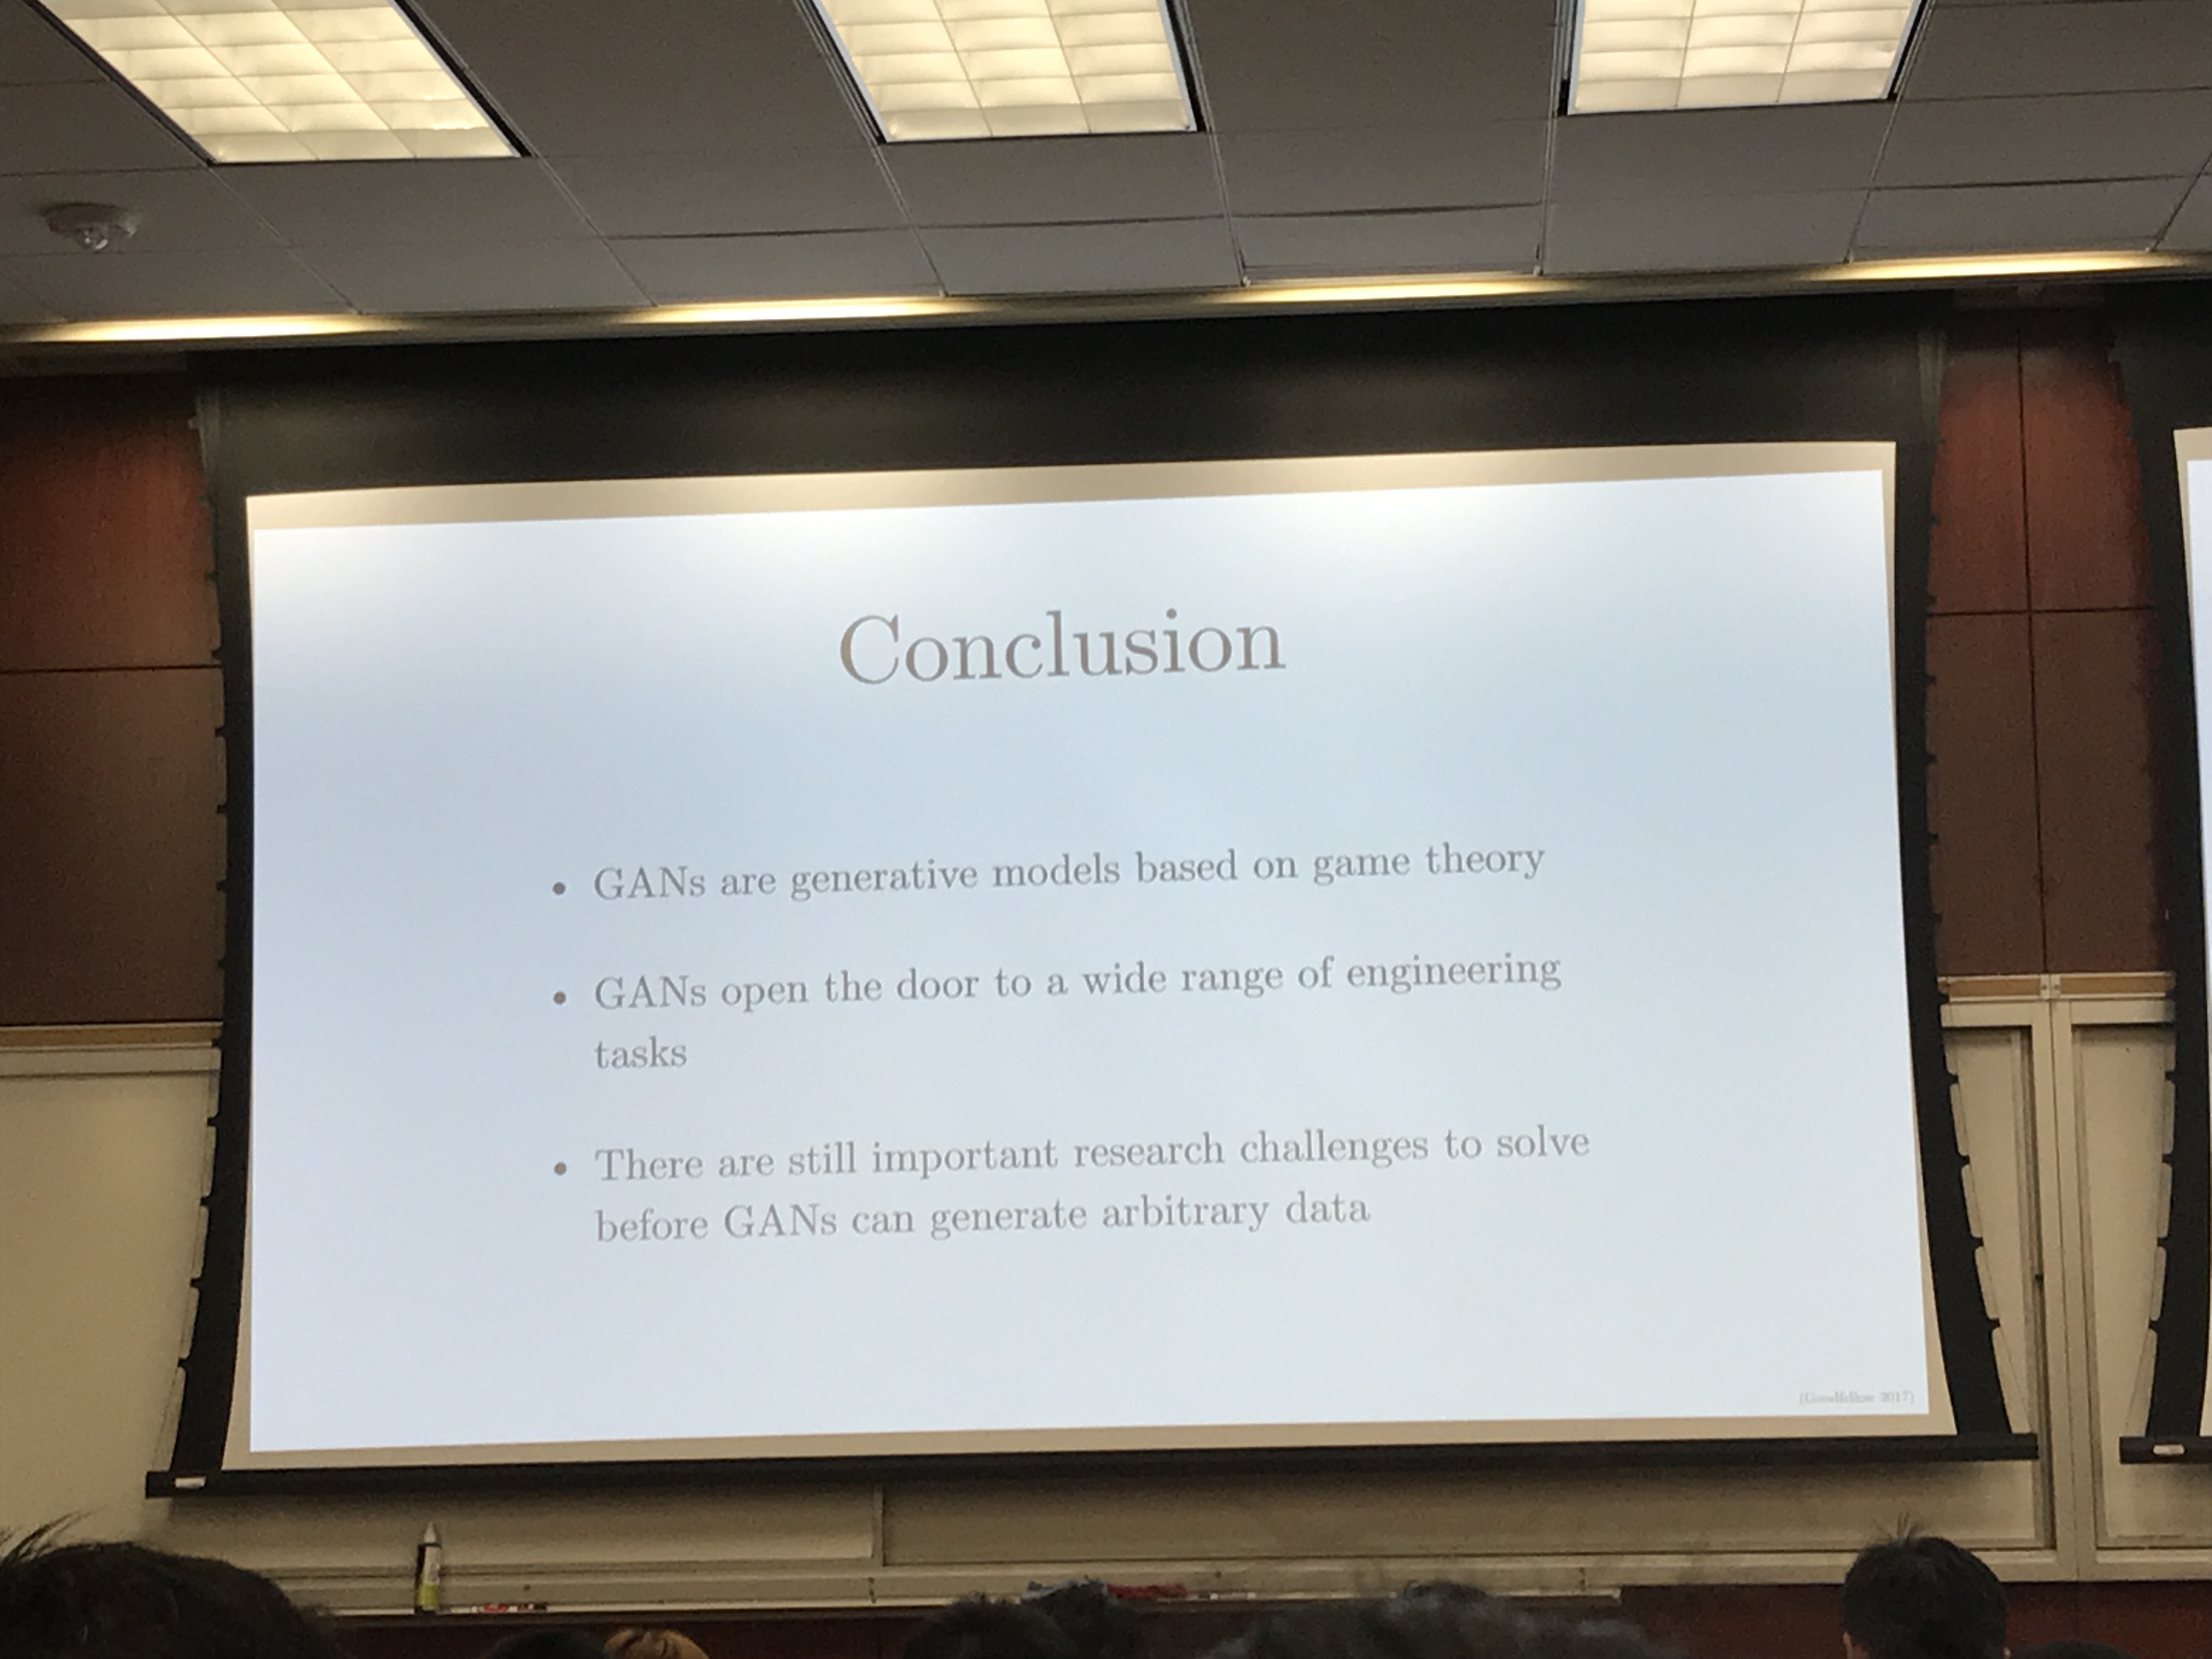 Conclusion
• GANs are generative models based on game theory
• GANs open the door to a wide range of engineering
tasks
• There are still important research challenges to solve
before GANs can generate arbitrary data
(Goodfellow 2017)